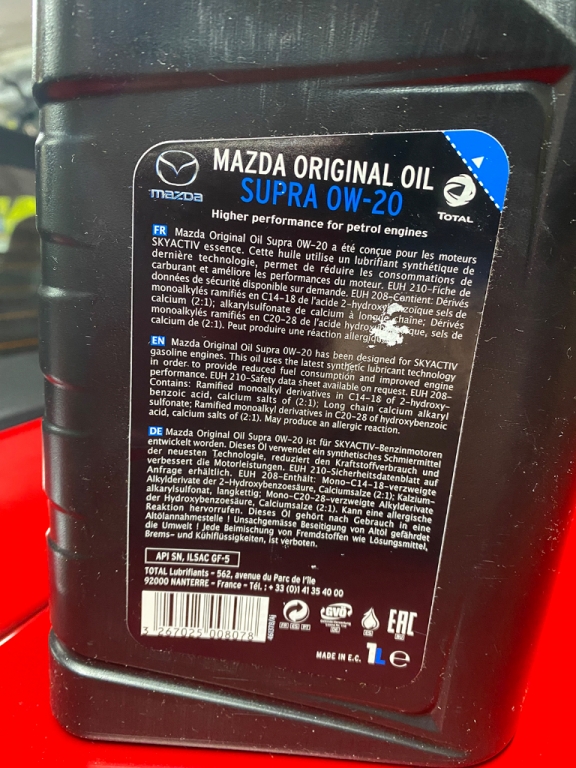 MAZDA ORIGINAL OIL
SUPRA 0W-20
mazda
TOTAL
Higher performance for petrol engines
FR Mazda Original Oil Supra 0W-20 a été conçue pour les moteurs
SKYACTIV essence. Cette huile utilise un lubrifiant synthétique de
dernière technologie, permet de réduire les consommations de
carburant et améliore les performances du moteur. EUH 210-Fiche de
données de sécurité disponible sur demande. EUH 208-Contient: Dérivés
monoalkylés ramifiés en C14-18 de l'acide 2-hydroxy sels de
calcium (2:1); alkarylsulfonate de calcium à longue chaîne; Dérivés
monoalkylés ramifiés en C20-28 de l'acide sels de
calcium de (2:1). Peut produire une réaction
EN Mazda Original Oil Supra 0W-20 has been designed for SKYACTIV
gasoline engines. This oil uses the latest synthetic lubricant technology
in order to provide reduced fuel consumption and improved engine
performance. EUH 210-Safety data sheet available on request. EUH 208-
Contains: Ramified monoalkyl derivatives in C14-18 of 2-hydroxy-
benzoic acid, calcium salts of (2:1); Long chain calcium alkaryl
sulfonate; Ramified monoalkyl derivatives in C20-28 of hydroxybenzoic
acid, calcium salts of (2:1). May produce an allergic reaction.
DE Mazda Original Oil Supra 0W-20 ist für SKYACTIV-Benzinmotoren
entwickelt worden. Dieses Öl verwendet ein synthetisches Schmiermittel
der neuesten Technologie, reduziert den Kraftstoffverbrauch und
verbessert die Motorleistungen. EUH 210-Sicherheitsdatenblatt auf
Anfrage erhältlich. EUH 208-Enthält: Mono-C14-18-verzweigte
Alkylderivate der 2-Hydroxybenzoesäure, Calciumsalze (2:1); Kalzium-
alkarylsulfonat, langkettig; Mono-C20-28-verzweigte Alkylderivate
der Hydroxybenzoesäure, Calciumsalze (2:1). Kann eine allergische
Reaktion hervorrufen. Dieses Öl gehört nach Gebrauch in eine
Altölannahmestelle ! Unsachgemässe Beseitigung von Altöl gefährdet
die Umwelt ! Jede Beimischung von Fremdstoffen wie Lösungsmittel,
Brems- und Kühlflüssigkeiten, ist verboten.
API SN, ILSAC GF-5
TOTAL Lubrifiants - 562, avenue du Parc de l'Ile
92000 NANTERRE - France - Tél. : + 33 (0)1 41 35 40 00
3 267025 008078
GVÖ
EAC
MADE IN E.C. 1L e